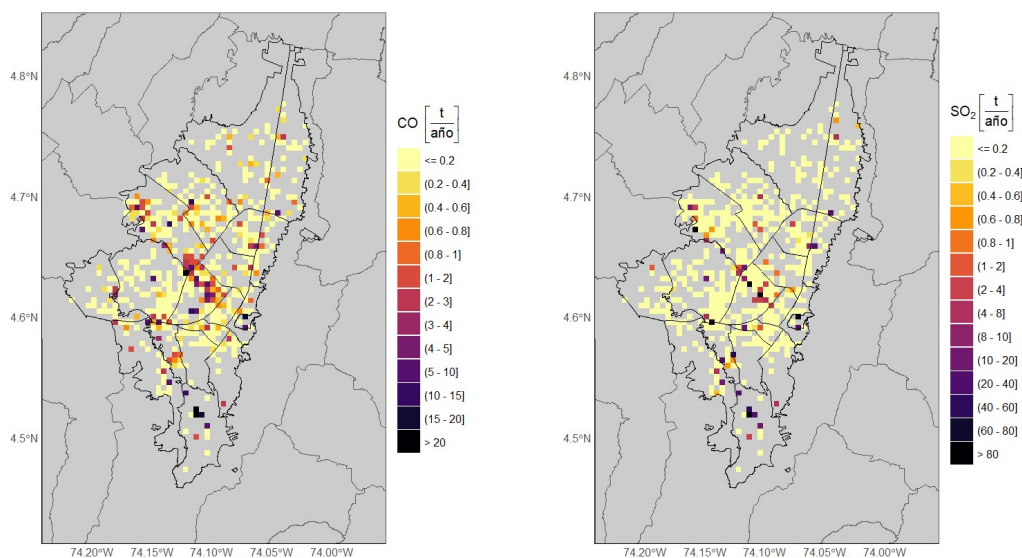 4.8°N
4.7°N
4.6°N
4.5°N
74.20°W 74.15°W 74.10°W 74.05°W 74.00°W
CO [t/año]
<= 0.2
(0.2 - 0.4]
(0.4 - 0.6]
(0.6 - 0.8]
(0.8 - 1]
(1 - 2]
(2 - 3]
(3 - 4]
(4 - 5]
(5 - 10]
(10 - 15]
(15 - 20]
> 20
4.8°N
4.7°N
4.6°N
4.5°N
74.20°W 74.15°W 74.10°W 74.05°W 74.00°W
SO₂ [t/año]
<= 0.2
(0.2 - 0.4]
(0.4 - 0.6]
(0.6 - 0.8]
(0.8 - 1]
(1 - 2]
(2 - 4]
(4 - 8]
(8 - 10]
(10 - 20]
(20 - 40]
(40 - 60]
(60 - 80]
> 80